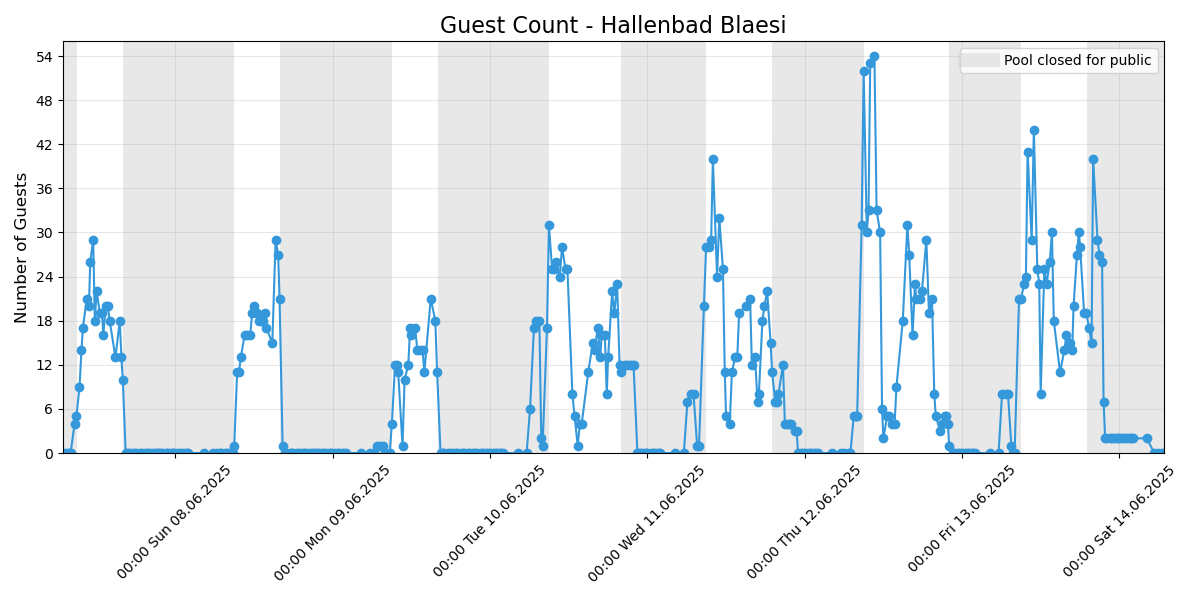 Guest Count - Hallenbad Blaesi
Pool closed for public
Number of Guests
54
48
42
36
30
24
18
12
6
0
00:00 Sun 08.06.2025
00:00 Mon 09.06.2025
00:00 Tue 10.06.2025
00:00 Wed 11.06.2025
00:00 Thu 12.06.2025
00:00 Fri 13.06.2025
00:00 Sat 14.06.2025